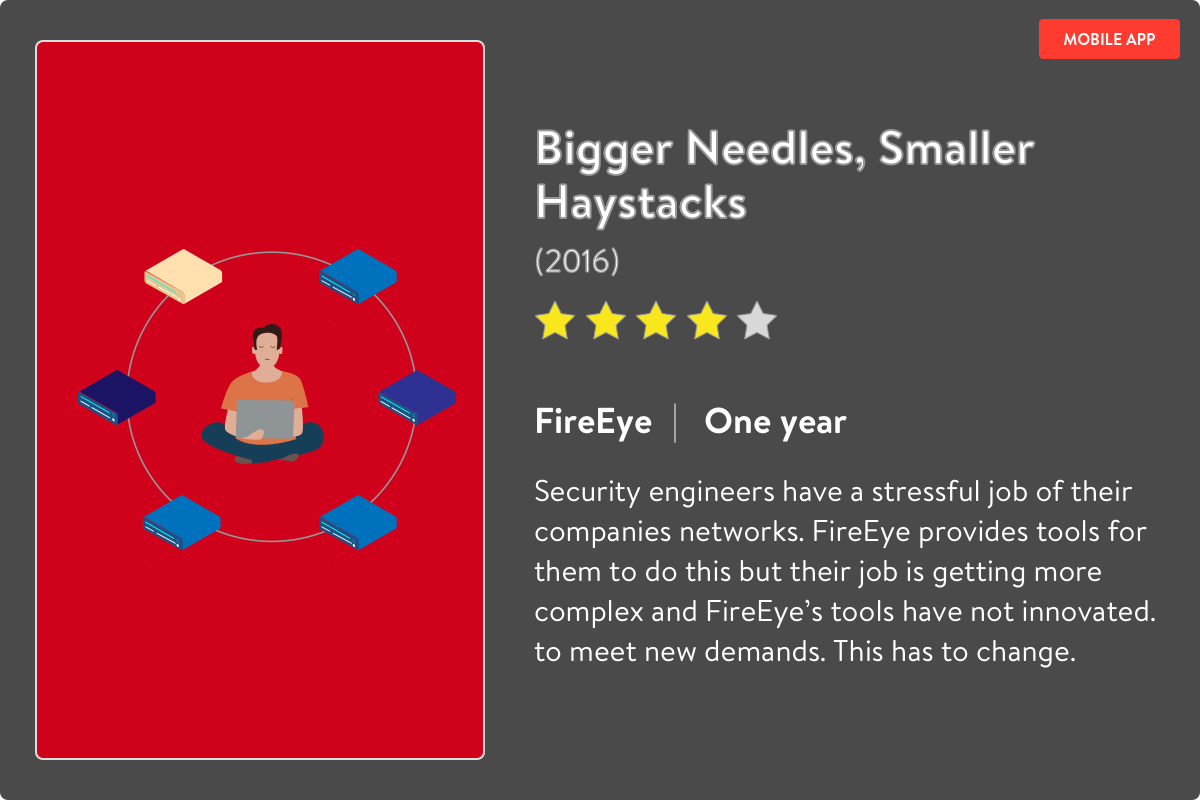 MOBILE APP
Bigger Needles, Smaller
Haystacks
(2016)
FireEye | One year
Security engineers have a stressful job of their
companies networks. FireEye provides tools for
them to do this but their job is getting more
complex and FireEye’s tools have not innovated.
to meet new demands. This has to change.